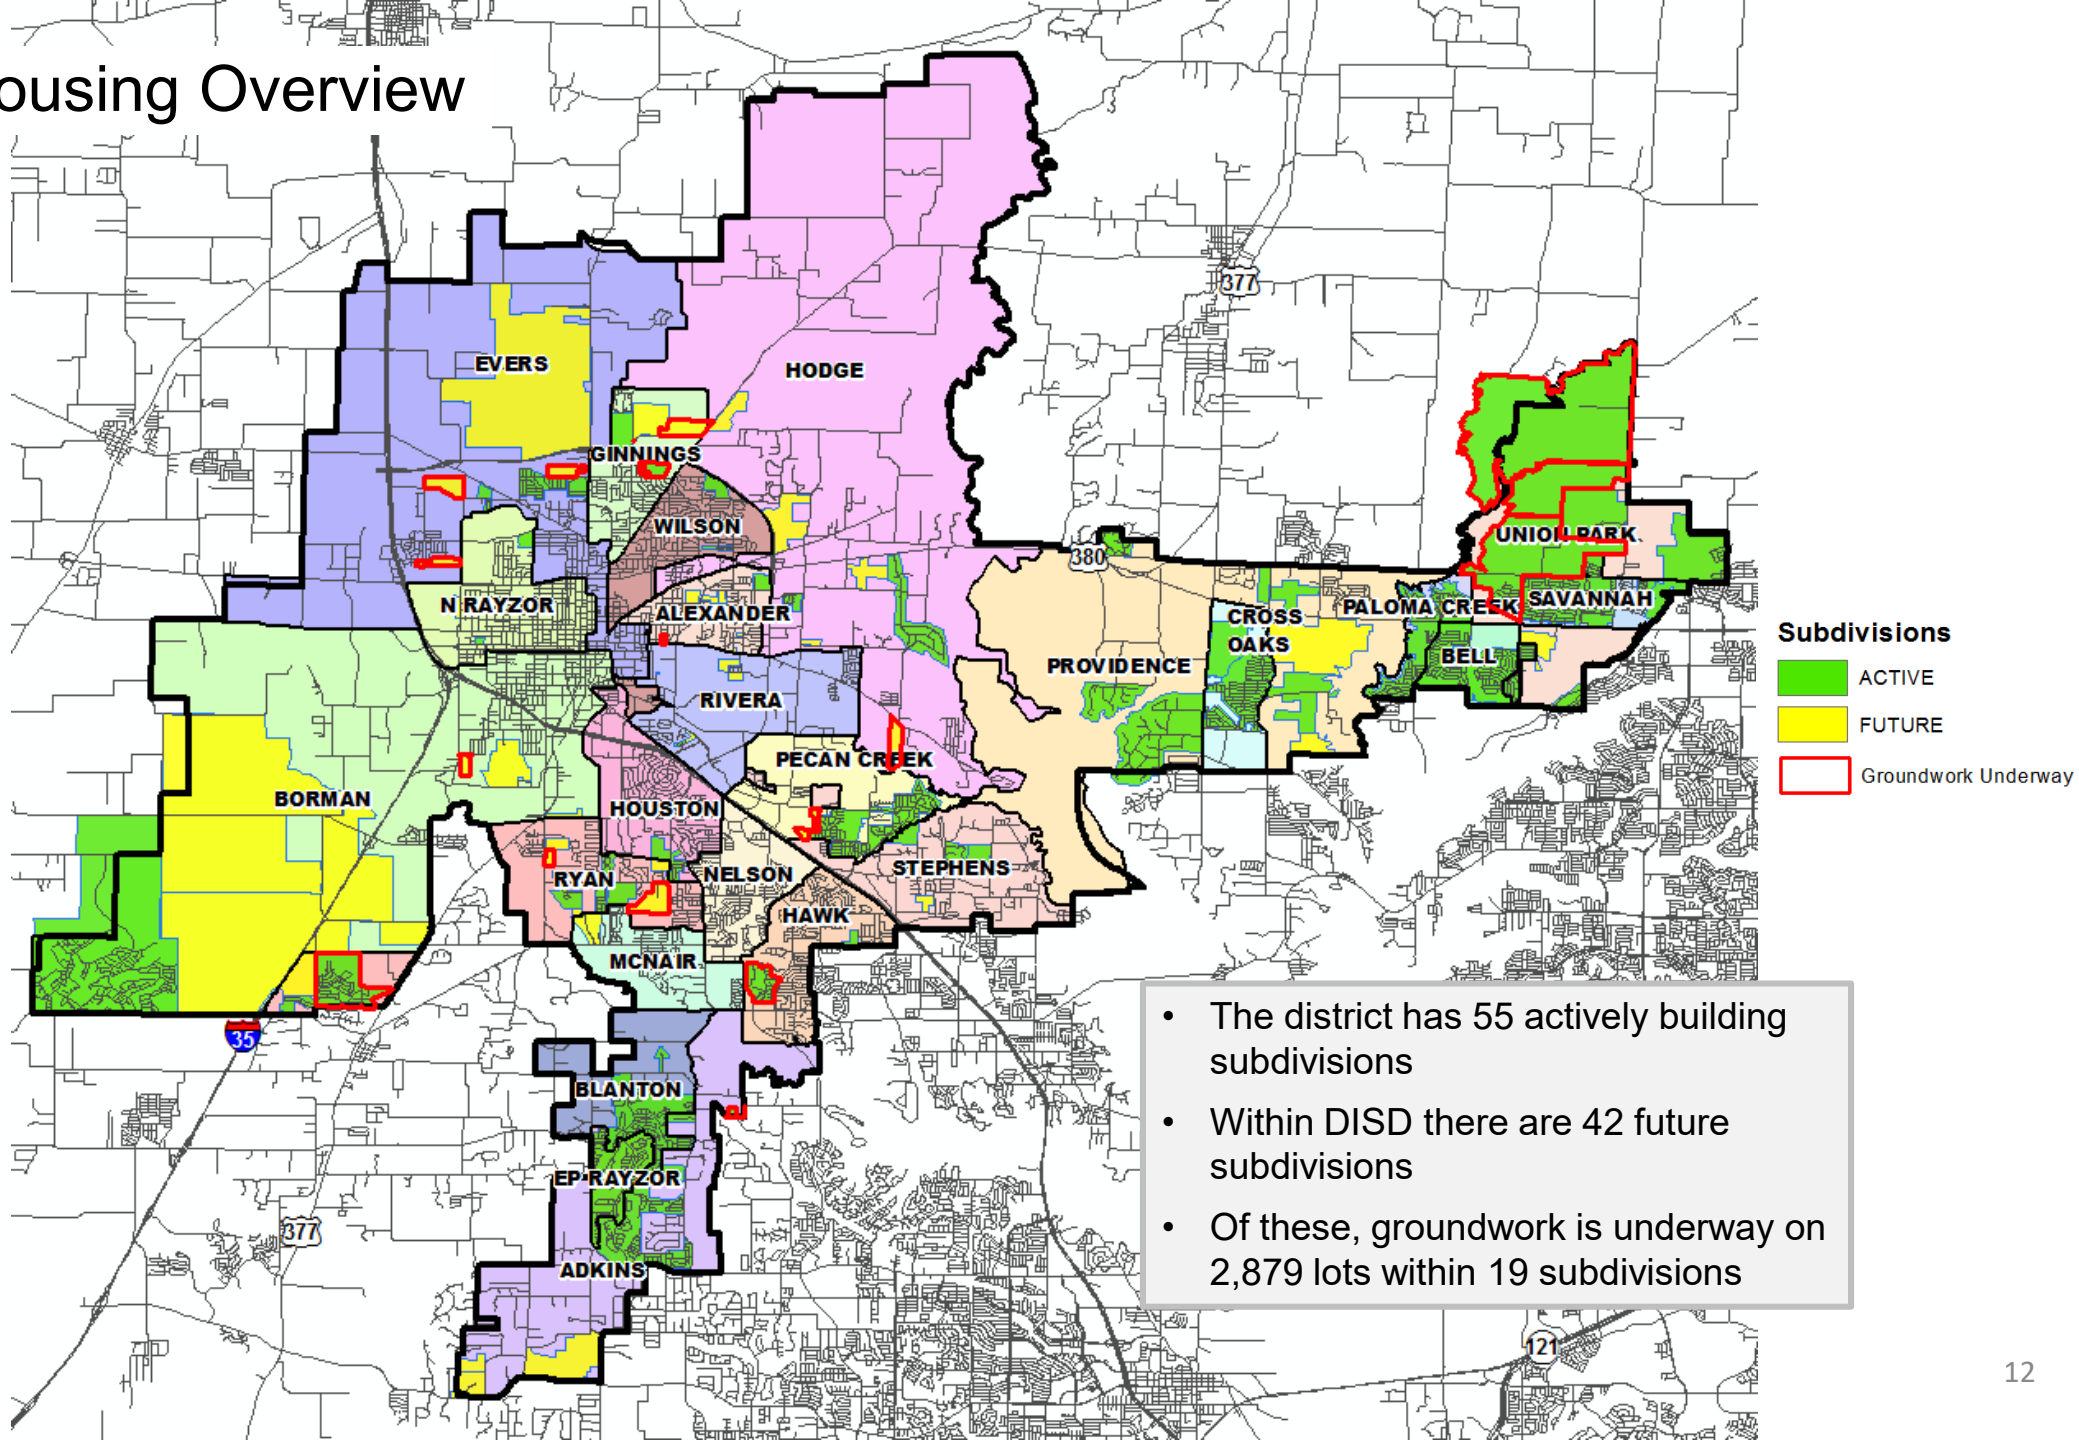 ousing Overview
377
EVERS
HODGE
GINNINGS
WILSON
UNION PARK
380
N RAYZOR
ALEXANDER
CROSS
OAKS
PALOMA CREEK
SAVANNAH
PROVIDENCE
BELL
RIVERA
PECAN CREEK
BORMAN
HOUSTON
RYAN
NELSON
STEPHENS
HAWK
MCNAIR
35
BLANTON
EP RAYZOR
377
ADKINS
121
Subdivisions
ACTIVE
FUTURE
Groundwork Underway
• The district has 55 actively building
subdivisions
• Within DISD there are 42 future
subdivisions
• Of these, groundwork is underway on
2,879 lots within 19 subdivisions
12